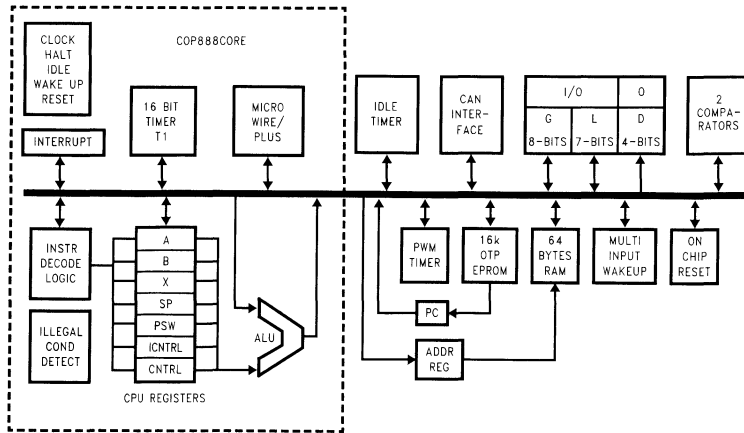 COP888CORE
CLOCK
HALT
IDLE
WAKE UP
RESET
INTERRUPT
16 BIT
TIMER
T1
MICRO
WIRE/
PLUS
IDLE
TIMER
CAN
INTER-
FACE
I/O
O
G
L
D
8-BITS
7-BITS
4-BITS
2
COMPA-
RATORS
INSTR
DECODE
LOGIC
ILLEGAL
COND
DETECT
A
B
X
SP
PSW
ICNTRL
CNTRL
CPU REGISTERS
ALU
PWM
TIMER
16k
OTP
EPROM
64
BYTES
RAM
MULTI
INPUT
WAKEUP
ON
CHIP
RESET
PC
ADDR
REG